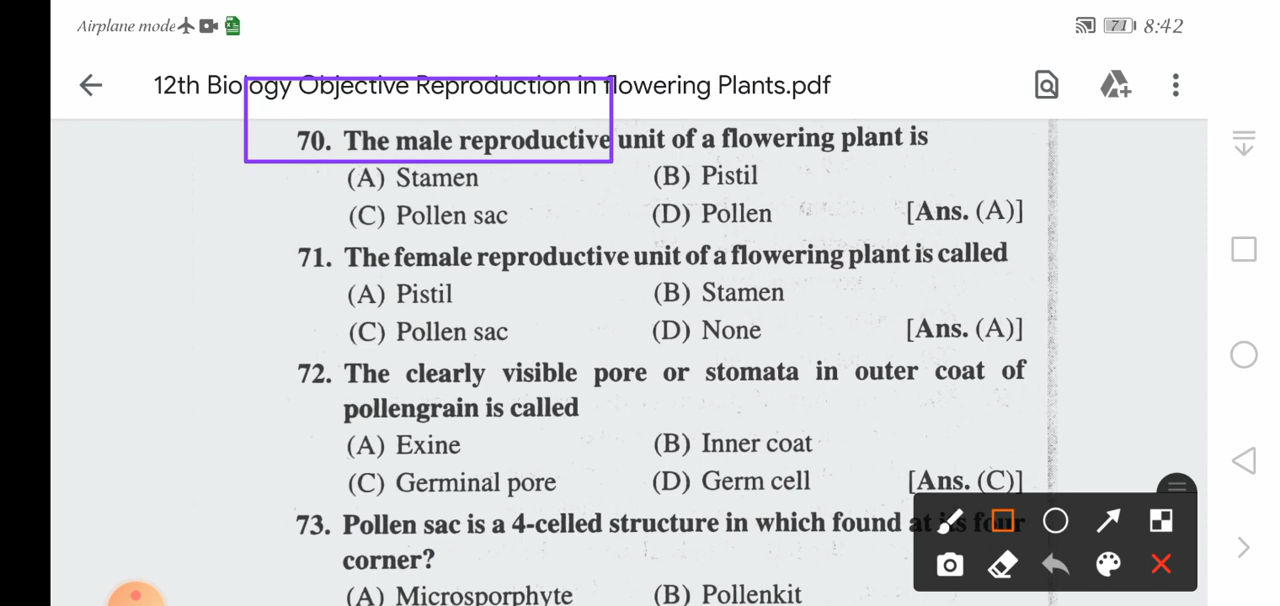 Airplane mode 71 8:42
12th Biology Objective Reproduction in flowering Plants.pdf
70. The male reproductive unit of a flowering plant is
(A) Stamen (B) Pistil
(C) Pollen sac (D) Pollen [Ans. (A)]
71. The female reproductive unit of a flowering plant is called
(A) Pistil (B) Stamen
(C) Pollen sac (D) None [Ans. (A)]
72. The clearly visible pore or stomata in outer coat of
pollengrain is called
(A) Exine (B) Inner coat
(C) Germinal pore (D) Germ cell [Ans. (C)]
73. Pollen sac is a 4-celled structure in which found at its four
corner?
(A) Microsporphyte (B) Pollenkit